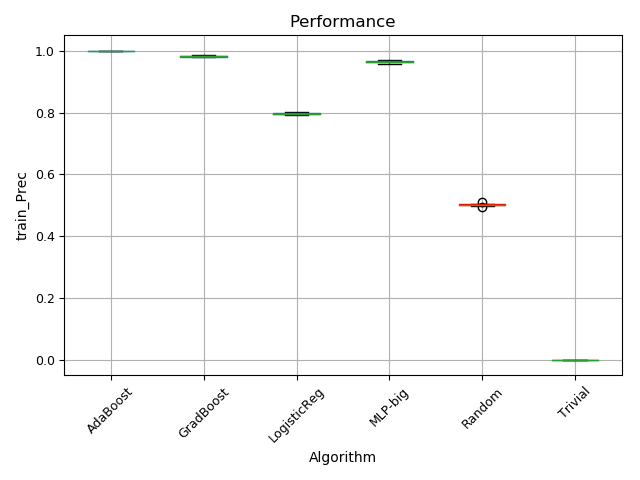 Performance
train_Prec
1.0
0.8
0.6
0.4
0.2
0.0
AdaBoost
GradBoost
LogisticReg
MLP-big
Random
Trivial
Algorithm